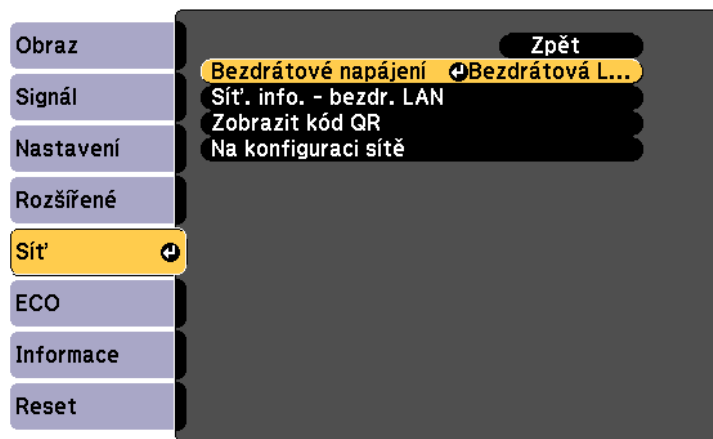 Obraz
Signál
Nastavení
Rozšířené
Síť
ECO
Informace
Reset
Zpět
Bezdrátové napájení Bezdrátová L...
Síť. info. - bezdr. LAN
Zobrazit kód QR
Na konfiguraci sítě